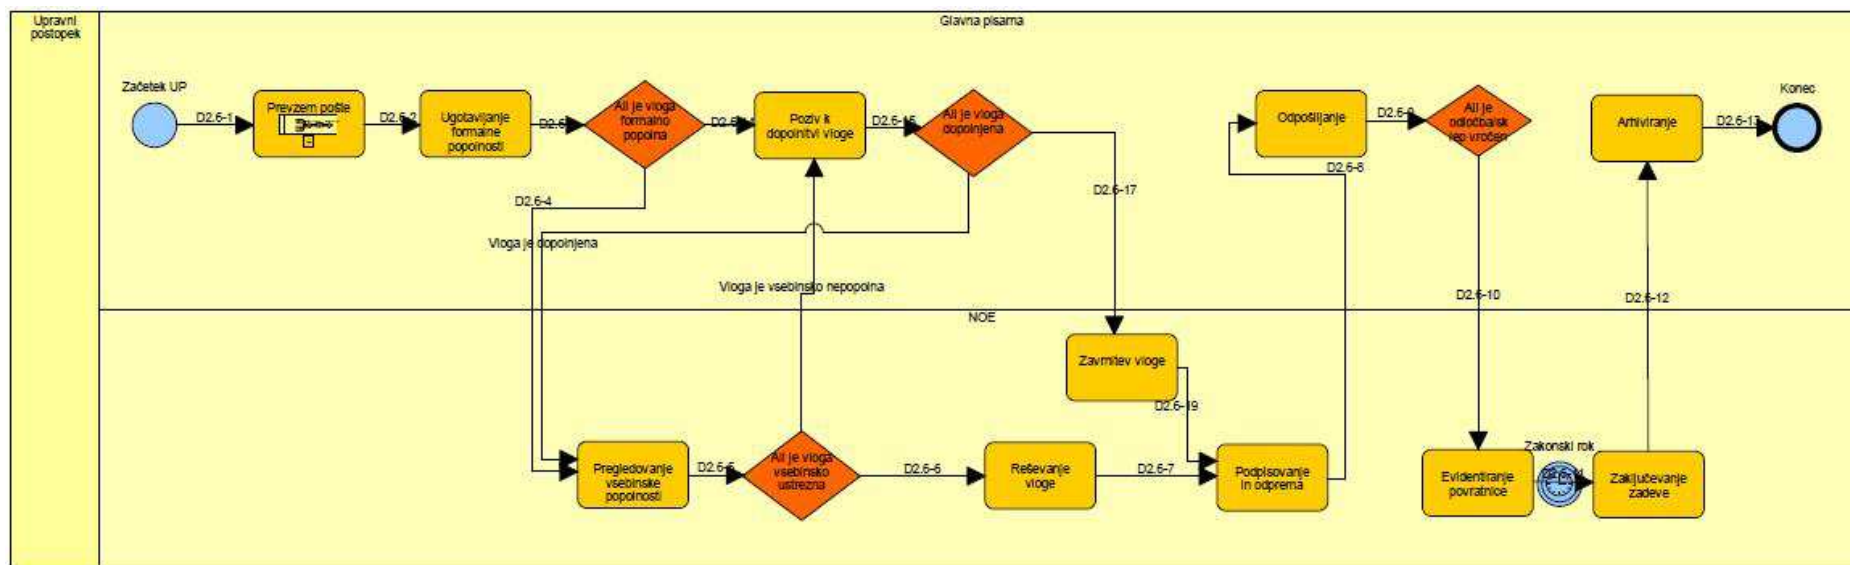 Upravni
postopek
Glavna pisarna
Začetek UP
D2.6-1
Prevzem pošte
D2.6-2
Ugotavljanje
formalne
popolnosti
Ali je vloga
formalno
popolna
Poziv k
dopolnitvi vloge
D2.6-15
Ali je vloga
dopolnjena
D2.6-17
Odpošiljanje
D2.6-9
Ali je
odločba/sk
lep vročen
Arhiviranje
D2.6-13
Konec
D2.6-8
D2.6-4
Vloga je dopolnjena
Vloga je vsebinsko nepopolna
D2.6-10
D2.6-12
NOE
Zavrnitev vloge
D2.6-19
Pregledovanje
vsebinske
popolnosti
D2.6-5
Ali je vloga
vsebinsko
ustrezna
D2.6-6
Reševanje
vloge
D2.6-7
Podpisovanje
in odprema
Evidentiranje
povratnice
Zakonski rok
Zaključevanje
zadeve